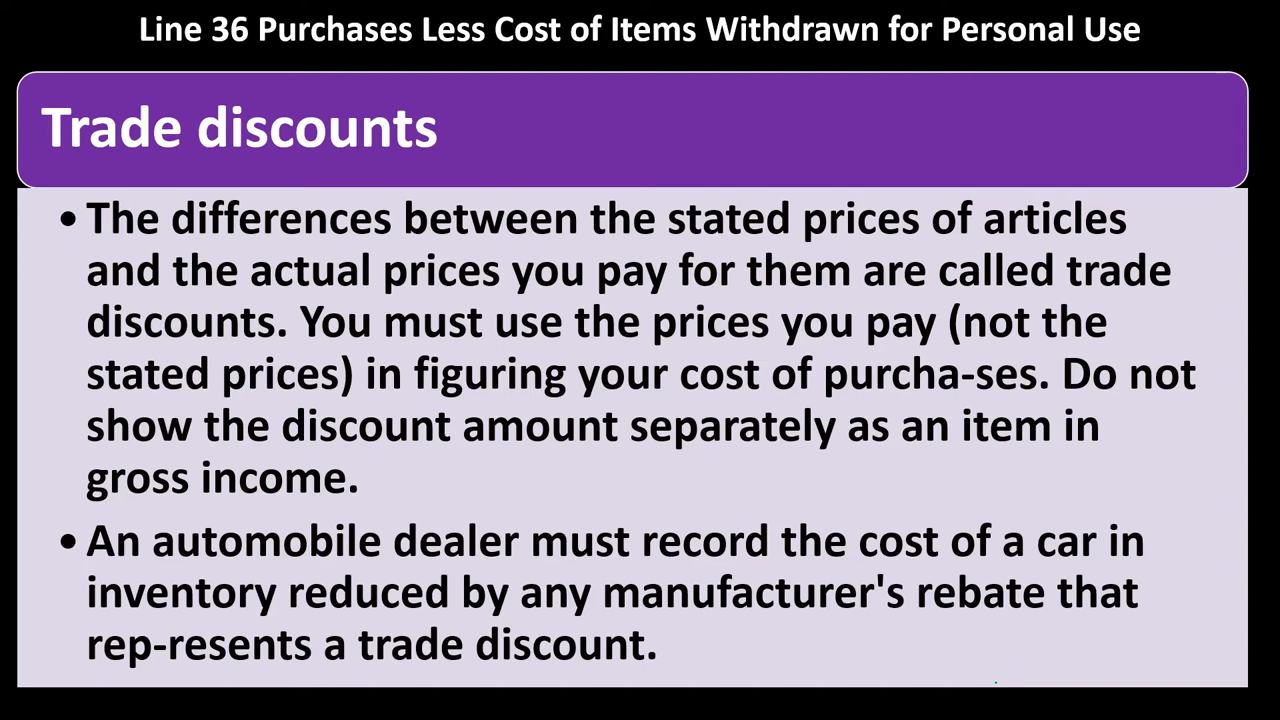 Line 36 Purchases Less Cost of Items Withdrawn for Personal Use
Trade discounts
• The differences between the stated prices of articles
and the actual prices you pay for them are called trade
discounts. You must use the prices you pay (not the
stated prices) in figuring your cost of purcha-ses. Do not
show the discount amount separately as an item in
gross income.
• An automobile dealer must record the cost of a car in
inventory reduced by any manufacturer's rebate that
rep-resents a trade discount.